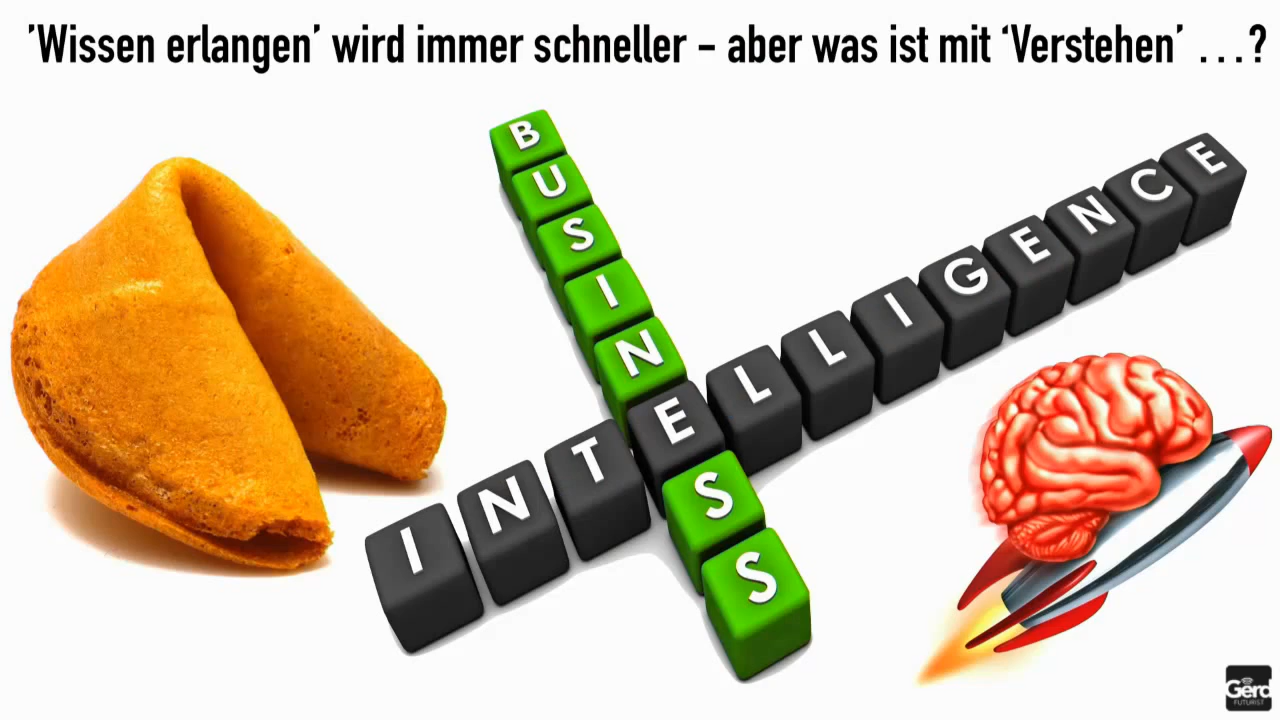 'Wissen erlangen' wird immer schneller – aber was ist mit ‘Verstehen’ ...?
BUSINESS
INTELLIGENCE
Gerd
FUTURIST